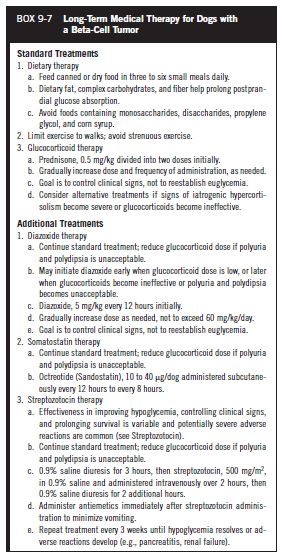 BOX 9-7 Long-Term Medical Therapy for Dogs with
a Beta-Cell Tumor
Standard Treatments
1. Dietary therapy
a. Feed canned or dry food in three to six small meals daily.
b. Dietary fat, complex carbohydrates, and fiber help prolong postpran-
dial glucose absorption.
c. Avoid foods containing monosaccharides, disaccharides, propylene
glycol, and corn syrup.
2. Limit exercise to walks; avoid strenuous exercise.
3. Glucocorticoid therapy
a. Prednisone, 0.5 mg/kg divided into two doses initially.
b. Gradually increase dose and frequency of administration, as needed.
c. Goal is to control clinical signs, not to reestablish euglycemia.
d. Consider alternative treatments if signs of iatrogenic hypercorti-
solism become severe or glucocorticoids become ineffective.
Additional Treatments
1. Diazoxide therapy
a. Continue standard treatment; reduce glucocorticoid dose if polyuria
and polydipsia is unacceptable.
b. May initiate diazoxide early when glucocorticoid dose is low, or later
when glucocorticoids become ineffective or polyuria and polydipsia
becomes unacceptable.
c. Diazoxide, 5 mg/kg every 12 hours initially.
d. Gradually increase dose as needed, not to exceed 60 mg/kg/day.
e. Goal is to control clinical signs, not to reestablish euglycemia.
2. Somatostatin therapy
a. Continue standard treatment; reduce glucocorticoid dose if polyuria
and polydipsia is unacceptable.
b. Octreotide (Sandostatin), 10 to 40 μg/dog administered subcutane-
ously every 12 hours to every 8 hours.
3. Streptozotocin therapy
a. Effectiveness in improving hypoglycemia, controlling clinical signs,
and prolonging survival is variable and potentially severe adverse
reactions are common (see Streptozotocin).
b. Continue standard treatment; reduce glucocorticoid dose if polyuria
and polydipsia is unacceptable.
c. 0.9% saline diuresis for 3 hours, then streptozotocin, 500 mg/m²,
in 0.9% saline and administered intravenously over 2 hours, then
0.9% saline diuresis for 2 additional hours.
d. Administer antiemetics immediately after streptozotocin adminis-
tration to minimize vomiting.
e. Repeat treatment every 3 weeks until hypoglycemia resolves or ad-
verse reactions develop (e.g., pancreatitis, renal failure).